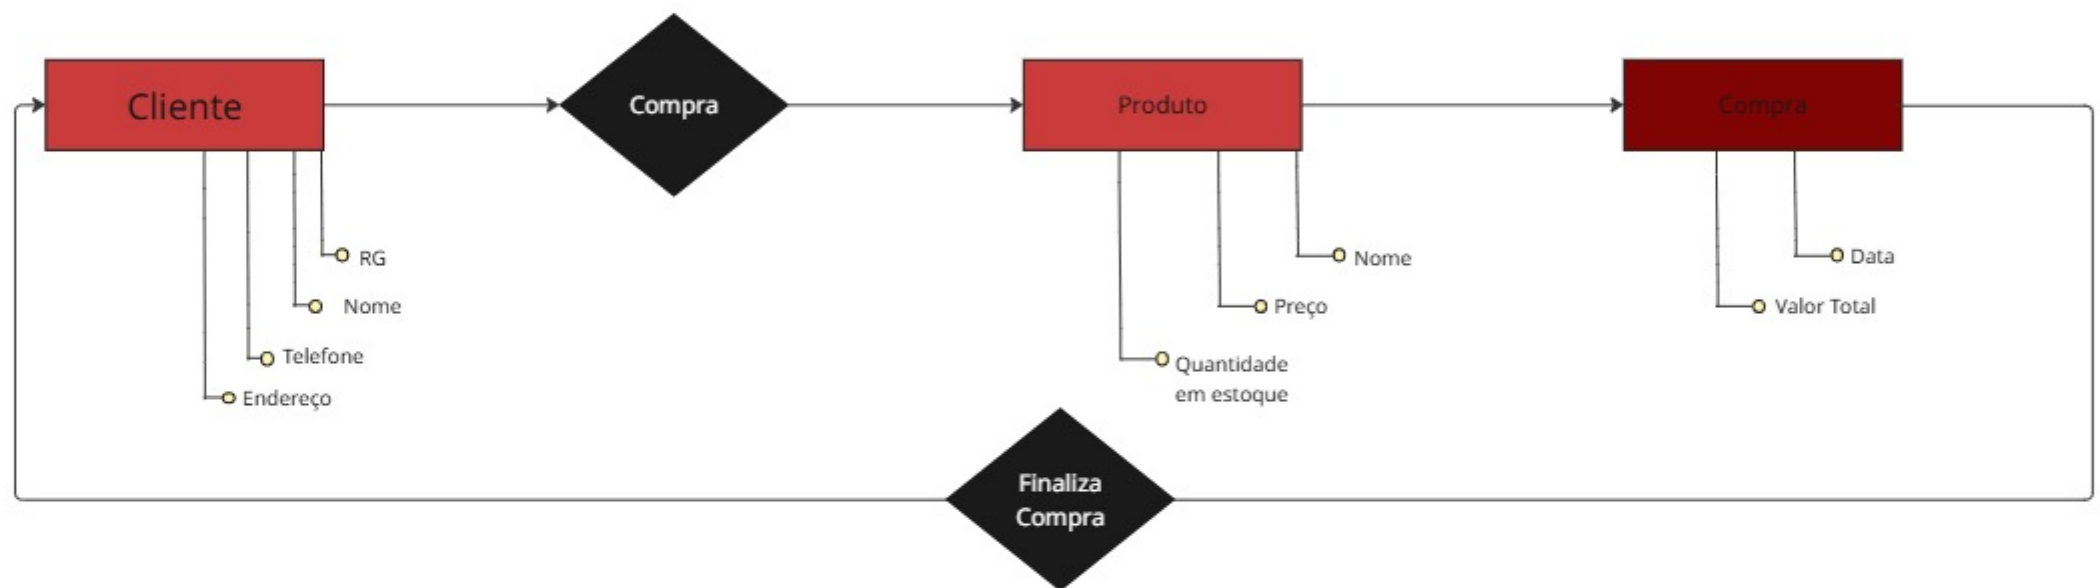 Cliente
Compra
Produto
Compra
RG
Nome
Telefone
Endereço
Nome
Preço
Quantidade
em estoque
Data
Valor Total
Finaliza
Compra